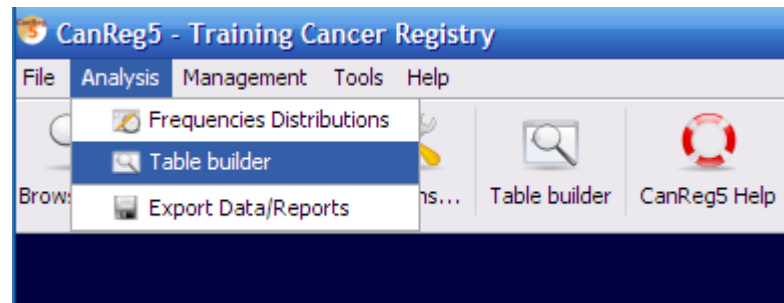 CanReg5 - Training Cancer Registry
File Analysis Management Tools Help
Frequencies Distributions
Table builder
Export Data/Reports
Table builder CanReg5 Help